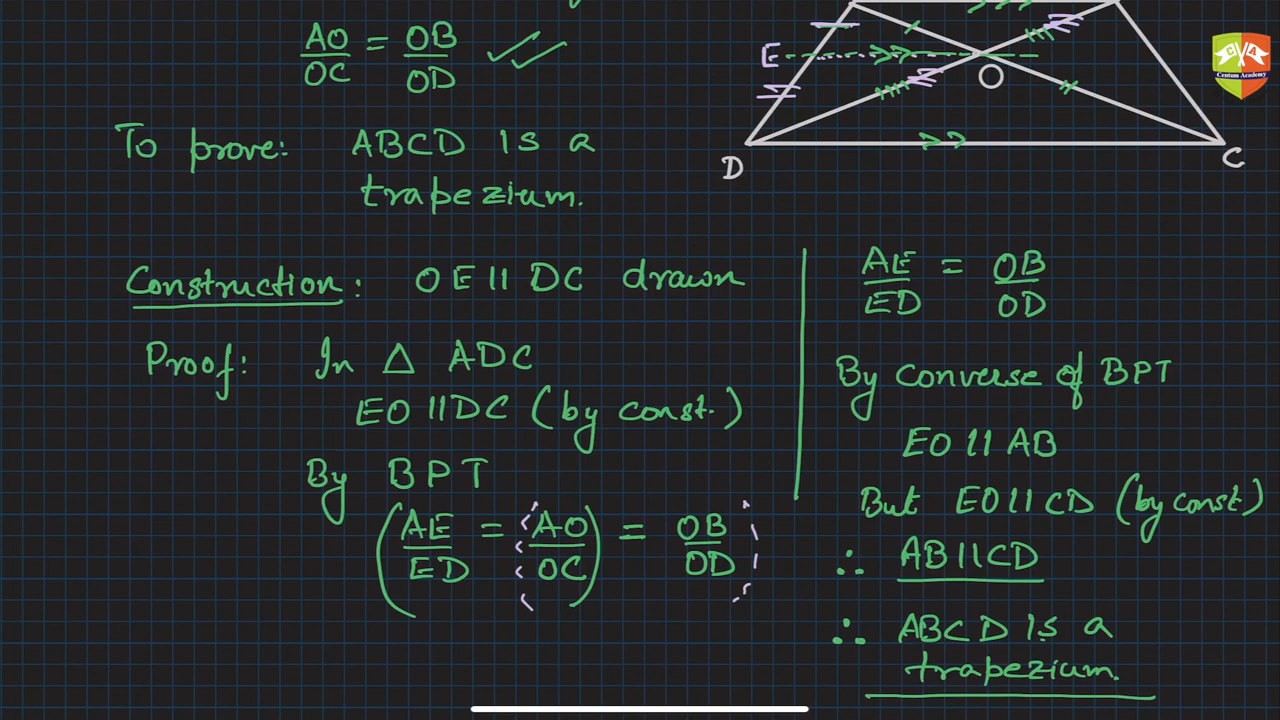 AO/OC = OB/OD
To prove: ABCD is a
trapezium.
Construction: OE || DC drawn
Proof: In △ ADC
EO || DC (by const.)
By BPT
(AE/ED = AO/OC) = OB/OD
E
O
D
C
C A
Centum Academy
AE/ED = OB/OD
By converse of BPT
EO || AB
But EO || CD (by const)
∴ AB || CD
∴ ABCD is a
trapezium.